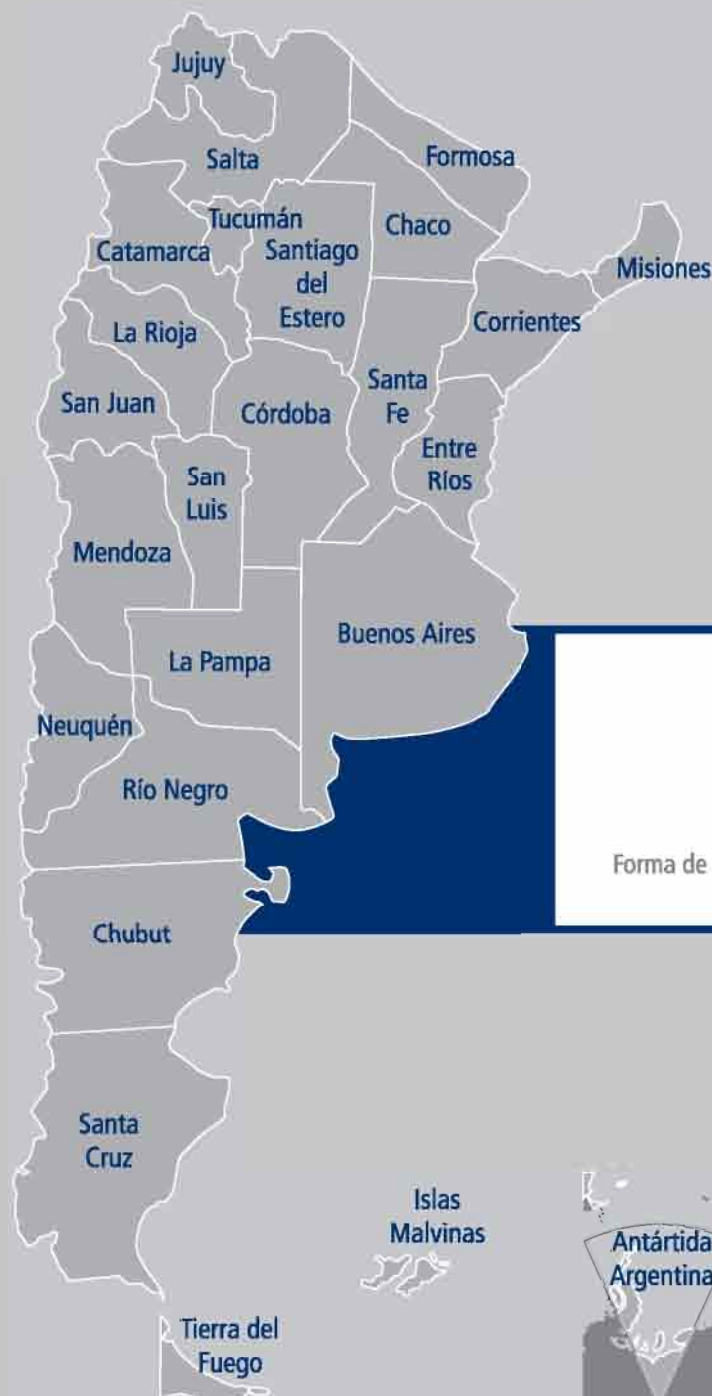 Jujuy
Salta
Formosa
Tucumán
Chaco
Catamarca
Santiago
del
Estero
Misiones
La Rioja
Corrientes
San Juan
Santa
Fe
Córdoba
Entre
Ríos
San
Luis
Mendoza
Buenos Aires
La Pampa
Neuquén
Río Negro
Forma de
Chubut
Santa
Cruz
Islas
Malvinas
Antártida
Argentina
Tierra del
Fuego